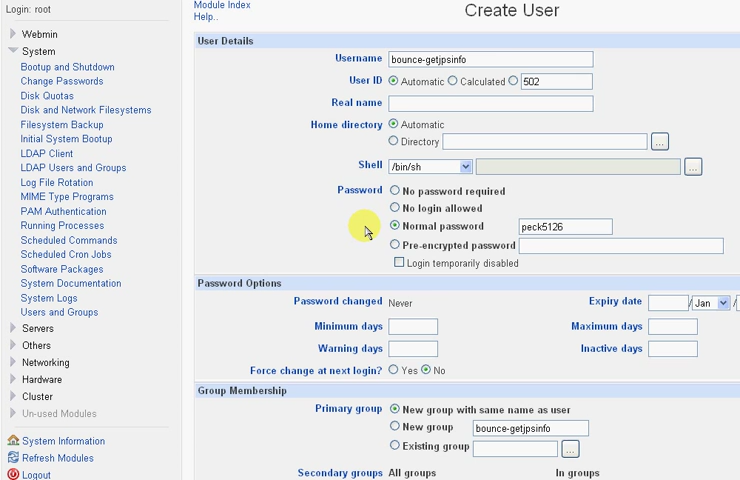 Login: root
Webmin
System
Bootup and Shutdown
Change Passwords
Disk Quotas
Disk and Network Filesystems
Filesystem Backup
Initial System Bootup
LDAP Client
LDAP Users and Groups
Log File Rotation
MIME Type Programs
PAM Authentication
Running Processes
Scheduled Commands
Scheduled Cron Jobs
Software Packages
System Documentation
System Logs
Users and Groups
Servers
Others
Networking
Hardware
Cluster
Un-used Modules
System Information
Refresh Modules
Logout
Module Index
Help..
Create User
User Details
Username bounce-getjpsinfo
User ID Automatic Calculated 502
Real name
Home directory Automatic
Directory ...
Shell /bin/sh ...
Password No password required
No login allowed
Normal password peck5126
Pre-encrypted password
Login temporarily disabled
Password Options
Password changed Never Expiry date / Jan /
Minimum days Maximum days
Warning days Inactive days
Force change at next login? Yes No
Group Membership
Primary group New group with same name as user
New group bounce-getjpsinfo
Existing group ...
Secondary groups All groups In groups